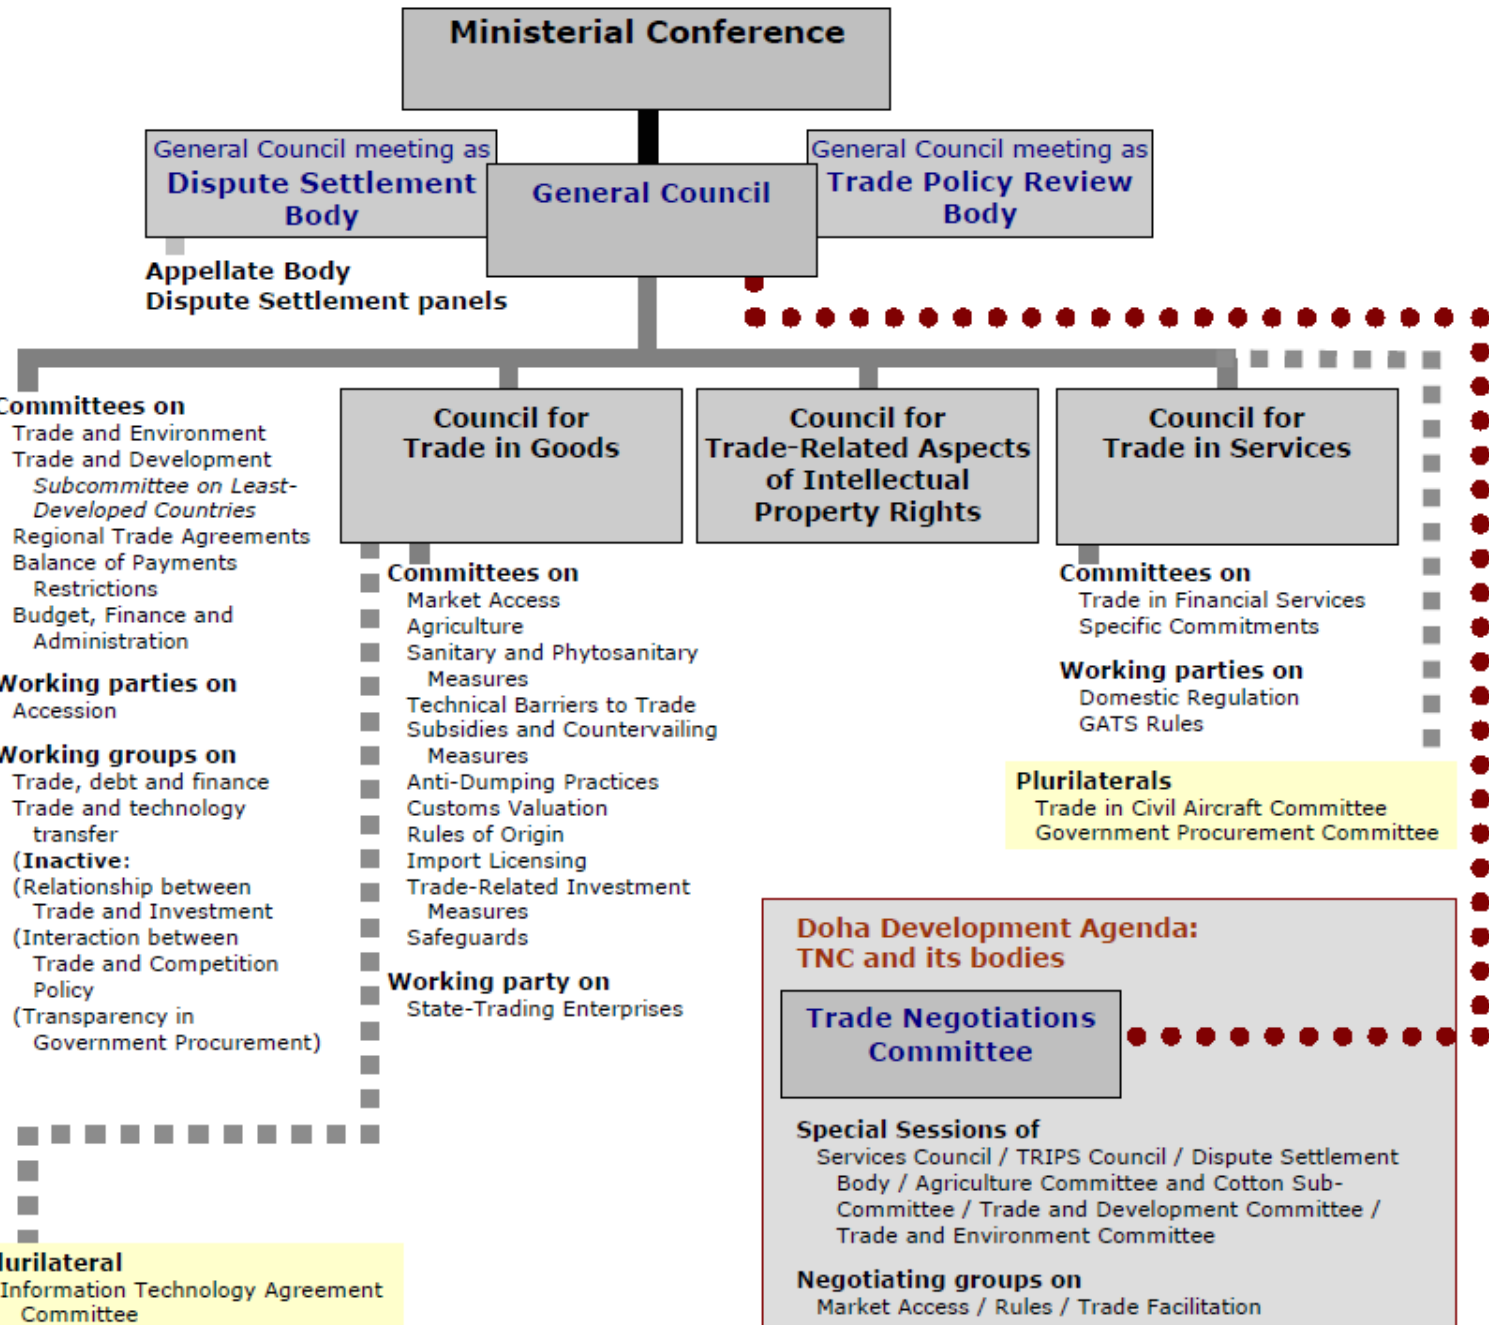 Ministerial Conference
General Council meeting as
Dispute Settlement
Body
General Council
General Council meeting as
Trade Policy Review
Body
Appellate Body
Dispute Settlement panels
Committees on
Trade and Environment
Trade and Development
Subcommittee on Least-
Developed Countries
Regional Trade Agreements
Balance of Payments
Restrictions
Budget, Finance and
Administration
Working parties on
Accession
Working groups on
Trade, debt and finance
Trade and technology
transfer
(Inactive:
(Relationship between
Trade and Investment
(Interaction between
Trade and Competition
Policy
(Transparency in
Government Procurement)
Council for
Trade in Goods
Committees on
Market Access
Agriculture
Sanitary and Phytosanitary
Measures
Technical Barriers to Trade
Subsidies and Countervailing
Measures
Anti-Dumping Practices
Customs Valuation
Rules of Origin
Import Licensing
Trade-Related Investment
Measures
Safeguards
Working party on
State-Trading Enterprises
Council for
Trade-Related Aspects
of Intellectual
Property Rights
Council for
Trade in Services
Committees on
Trade in Financial Services
Specific Commitments
Working parties on
Domestic Regulation
GATS Rules
Plurilaterals
Trade in Civil Aircraft Committee
Government Procurement Committee
lurilateral
Information Technology Agreement
Committee
Doha Development Agenda:
TNC and its bodies
Trade Negotiations
Committee
Special Sessions of
Services Council / TRIPS Council / Dispute Settlement
Body / Agriculture Committee and Cotton Sub-
Committee / Trade and Development Committee /
Trade and Environment Committee
Negotiating groups on
Market Access / Rules / Trade Facilitation